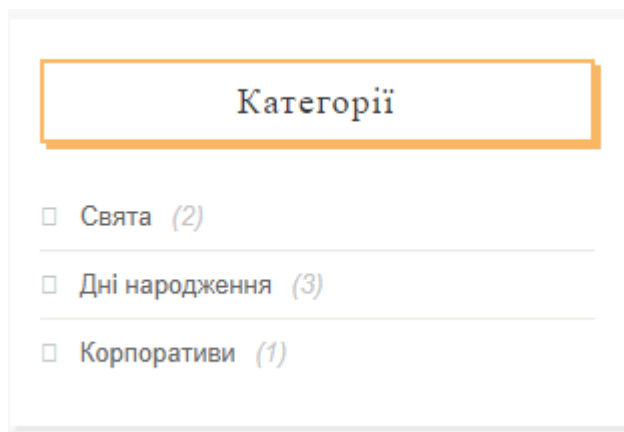 Категорії
Свята (2)
Дні народження (3)
Корпоративи (1)